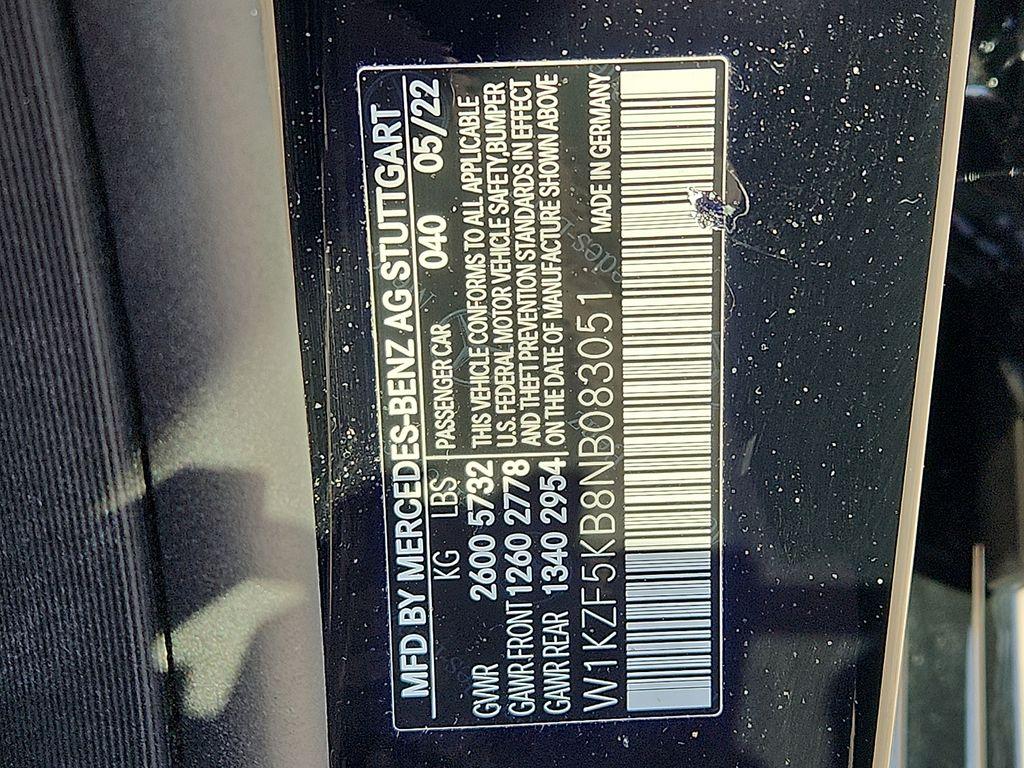 MFD BY MERCEDES-BENZ AG STUTTGART
KG LBS PASSENGER CAR 040 05/22
GVWR 2600 5732 THIS VEHICLE CONFORMS TO ALL APPLICABLE
GAWR FRONT 1260 2778 U.S. FEDERAL MOTOR VEHICLE SAFETY,BUMPER
GAWR REAR 1340 2954 AND THEFT PREVENTION STANDARDS IN EFFECT
ON THE DATE OF MANUFACTURE SHOWN ABOVE
W1KZF5KB8NB083051 MADE IN GERMANY